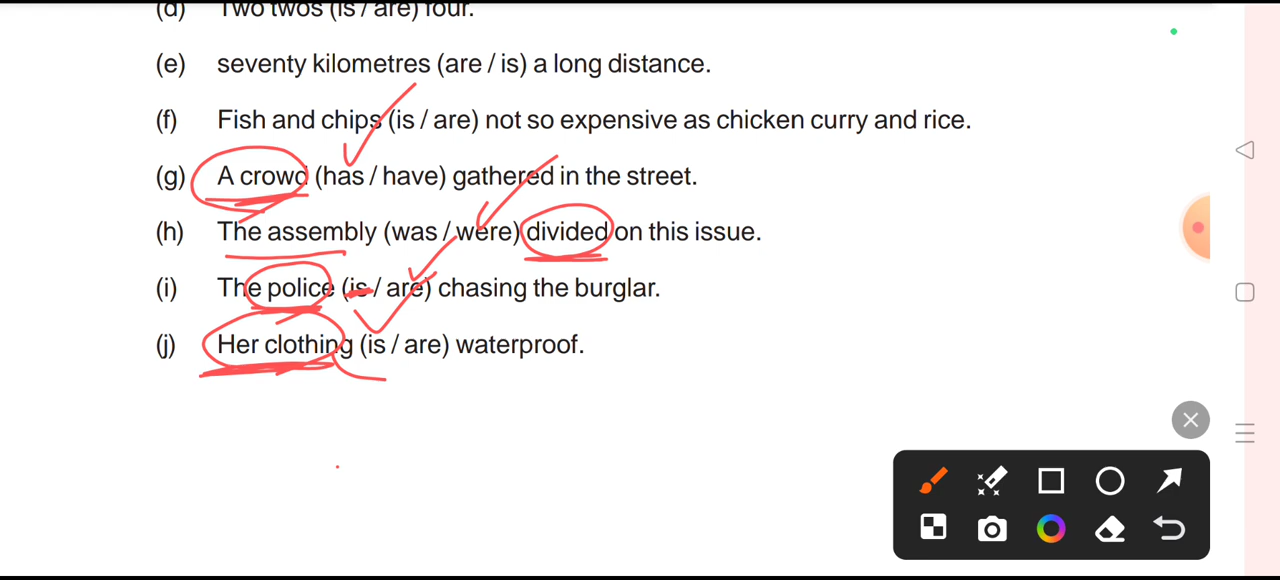 (d) Two twos (is / are) four.
(e) seventy kilometres (are / is) a long distance.
(f) Fish and chips (is / are) not so expensive as chicken curry and rice.
(g) A crowd (has / have) gathered in the street.
(h) The assembly (was / were) divided on this issue.
(i) The police (is / are) chasing the burglar.
(j) Her clothing (is / are) waterproof.